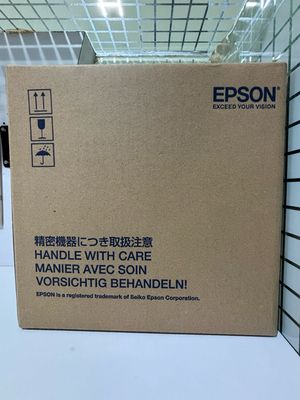 EPSON
EXCEED YOUR VISION
精密機器につき取扱注意
HANDLE WITH CARE
MANIER AVEC SOIN
VORSICHTIG BEHANDELN!
EPSON is a registered trademark of Seiko Epson Corporation.